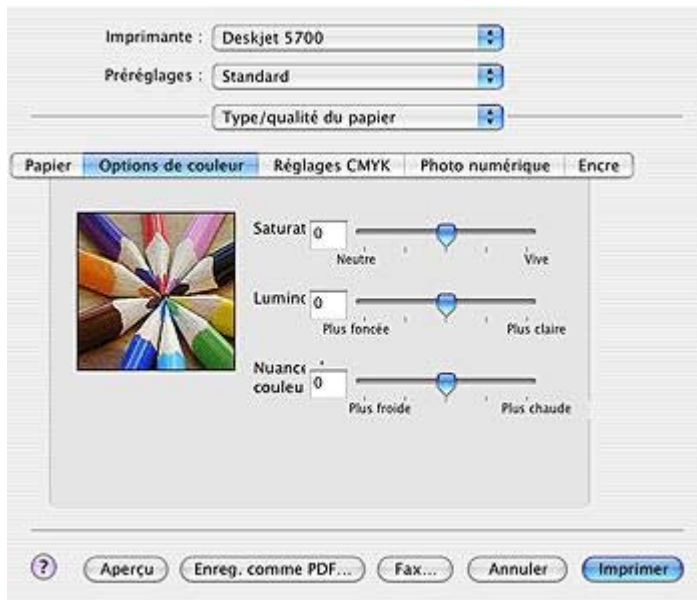 Imprimante : Deskjet 5700
Préréglages : Standard
Type/qualité du papier
Papier Options de couleur Réglages CMYK Photo numérique Encre
Saturat 0
Neutre Vive
Luminc 0
Plus foncée Plus claire
Nuance
couleu 0
Plus froide Plus chaude
? Aperçu Enreg. comme PDF... Fax... Annuler Imprimer